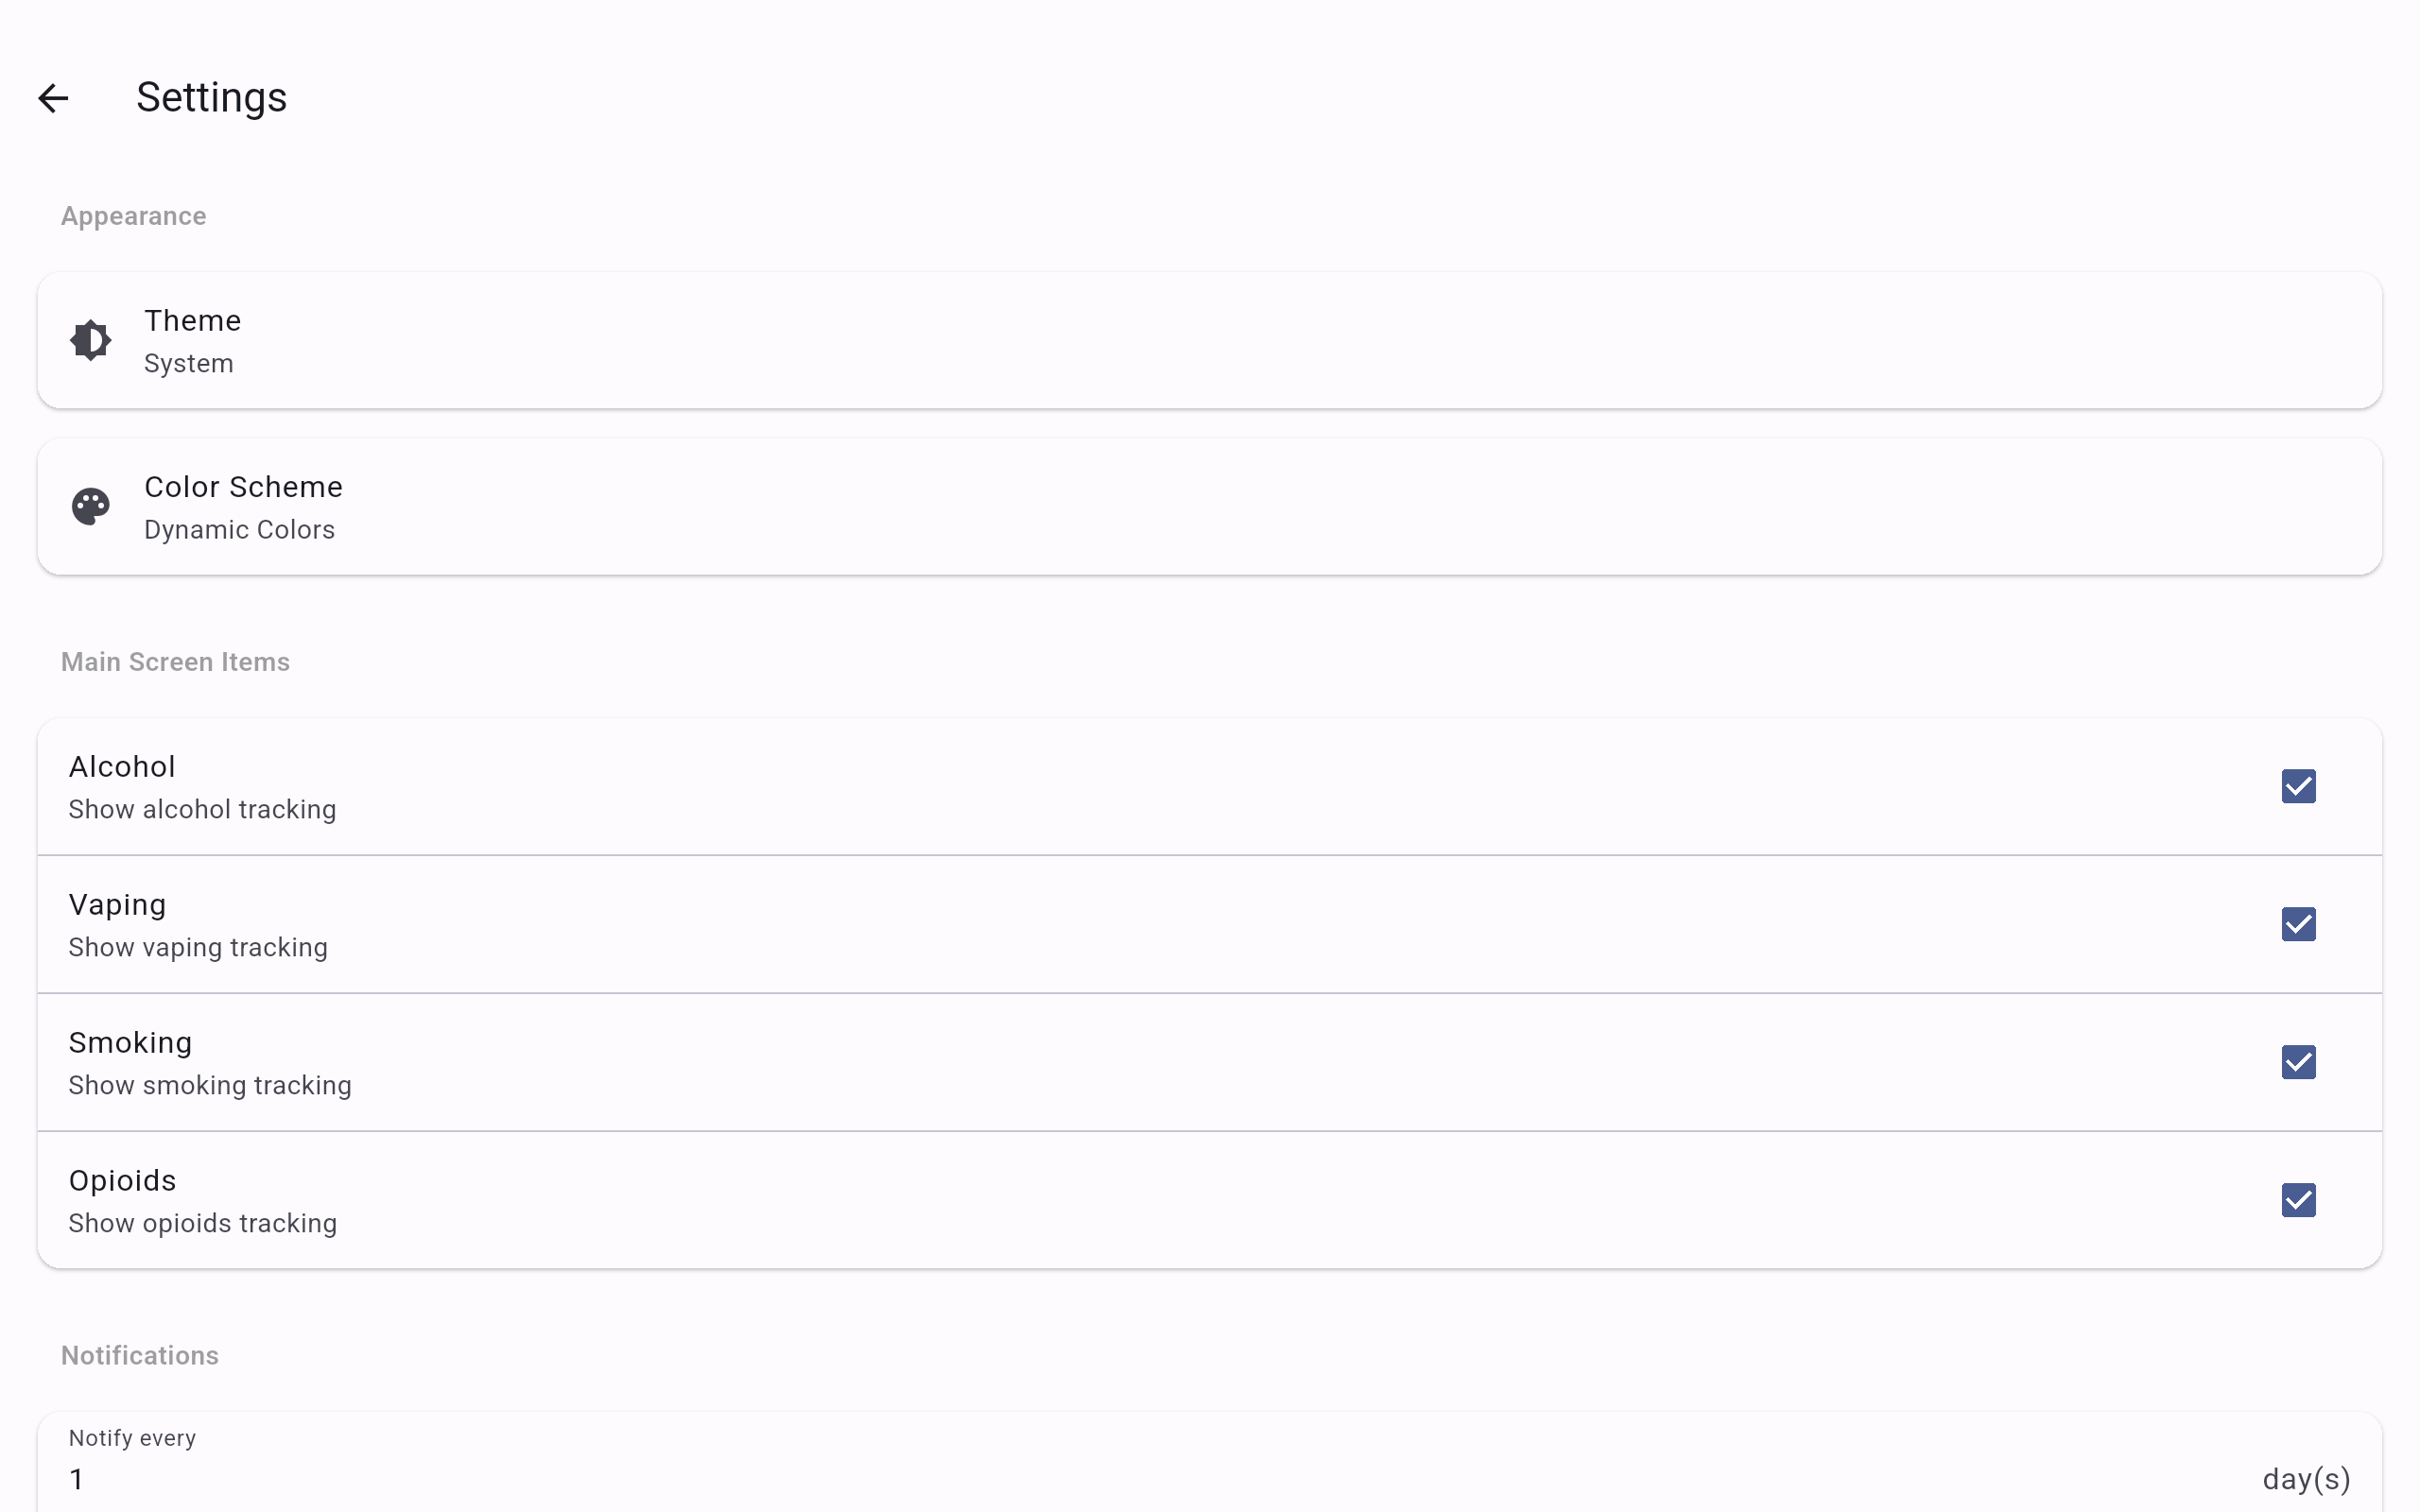 Settings
Appearance
Theme
System
Color Scheme
Dynamic Colors
Main Screen Items
Alcohol
Show alcohol tracking
Vaping
Show vaping tracking
Smoking
Show smoking tracking
Opioids
Show opioids tracking
Notifications
Notify every
1 day(s)